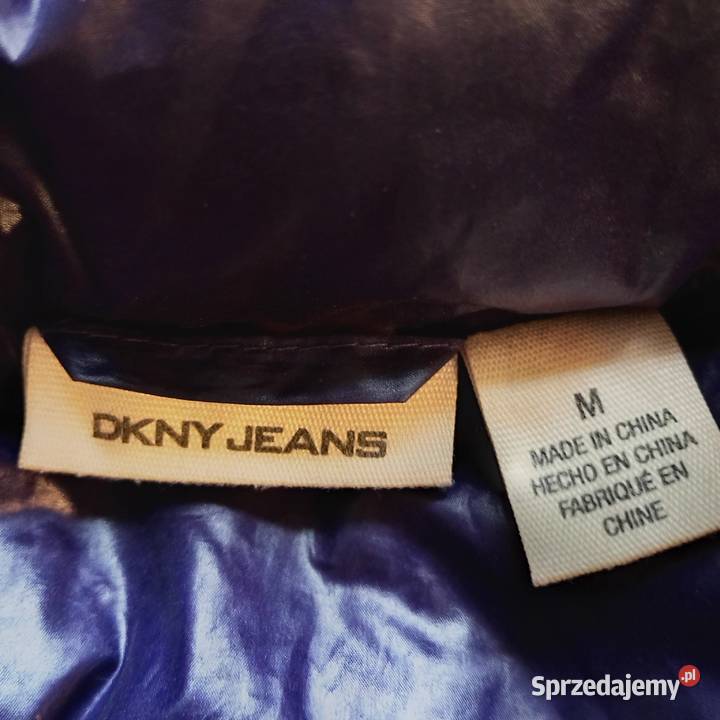 DKNY JEANS
M
MADE IN CHINA
HECHO EN CHINA
FABRIQUÉ EN
CHINE
Sprzedajemy.pl